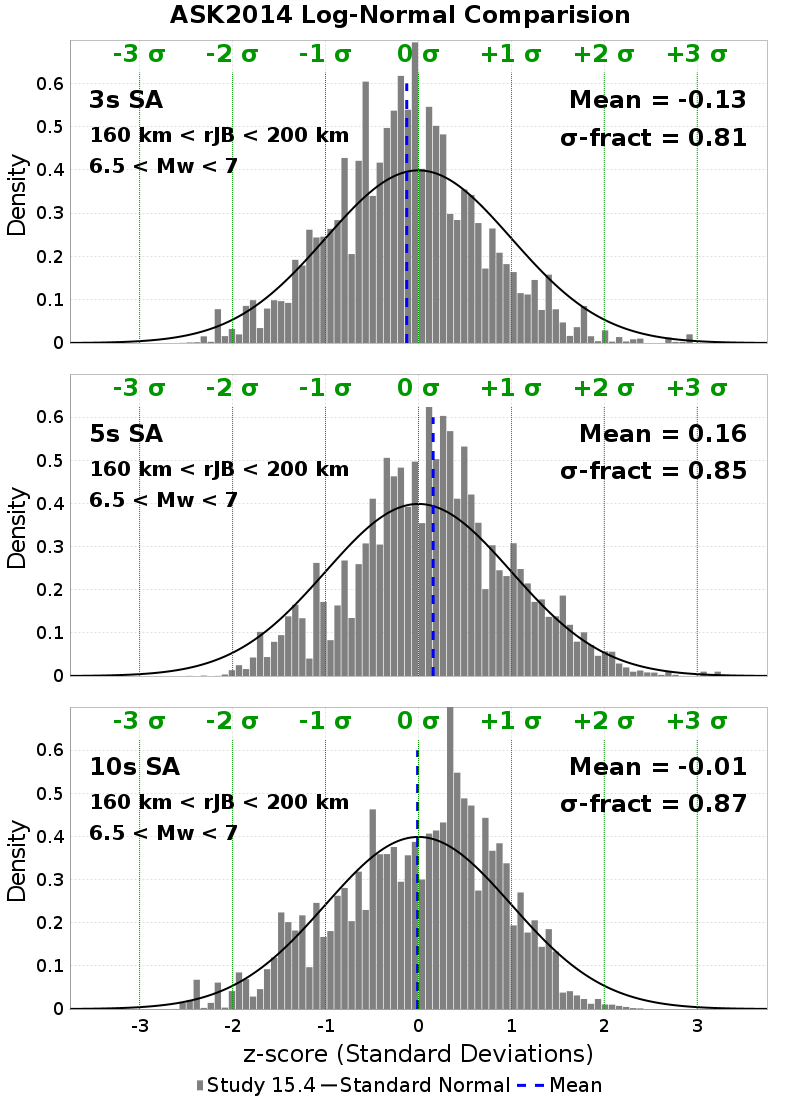 ASK2014 Log-Normal Comparision
-3 σ -2 σ -1 σ 0 σ +1 σ +2 σ +3 σ
3s SA
160 km < rJB < 200 km
6.5 < Mw < 7
Mean = -0.13
σ-fract = 0.81
Density
0.6
0.5
0.4
0.3
0.2
0.1
0
-3 σ -2 σ -1 σ 0 σ +1 σ +2 σ +3 σ
5s SA
160 km < rJB < 200 km
6.5 < Mw < 7
Mean = 0.16
σ-fract = 0.85
Density
0.6
0.5
0.4
0.3
0.2
0.1
0
-3 σ -2 σ -1 σ 0 σ +1 σ +2 σ +3 σ
10s SA
160 km < rJB < 200 km
6.5 < Mw < 7
Mean = -0.01
σ-fract = 0.87
Density
0.6
0.5
0.4
0.3
0.2
0.1
0
-3 -2 -1 0 1 2 3
z-score (Standard Deviations)
Study 15.4 Standard Normal Mean